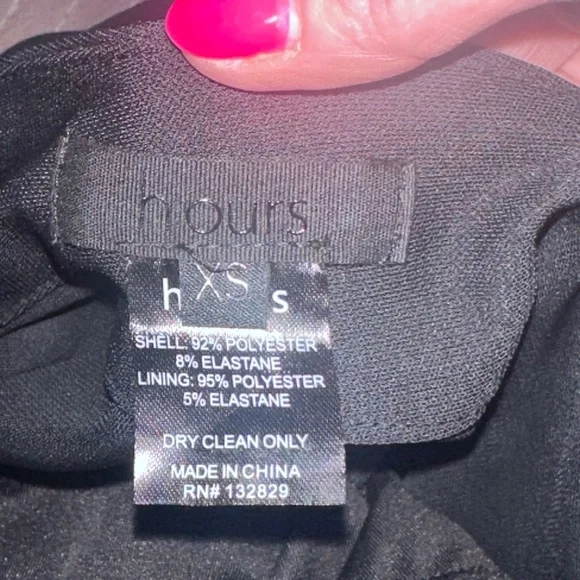 hours
XS
h s
SHELL: 92% POLYESTER
8% ELASTANE
LINING: 95% POLYESTER
5% ELASTANE
DRY CLEAN ONLY
MADE IN CHINA
RN# 132829